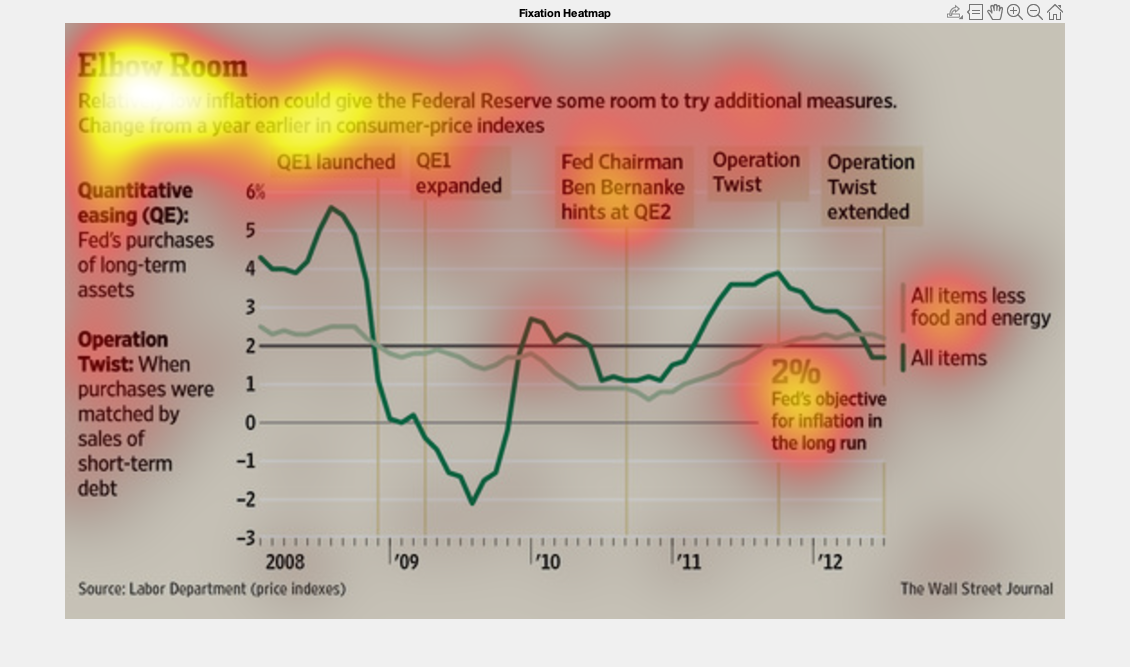 Fixation Heatmap
Elbow Room
Relatively low inflation could give the Federal Reserve some room to try additional measures.
Change from a year earlier in consumer-price indexes
QE1 launched
QE1
expanded
Fed Chairman
Ben Bernanke
hints at QE2
Operation
Twist
Operation
Twist
extended
Quantitative
easing (QE):
Fed's purchases
of long-term
assets
Operation
Twist: When
purchases were
matched by
sales of
short-term
debt
6%
5
4
3
2
1
0
−1
−2
−3
All items less
food and energy
All items
2%
Fed's objective
for inflation in
the long run
2008
'09
'10
'11
'12
Source: Labor Department (price indexes)
The Wall Street Journal